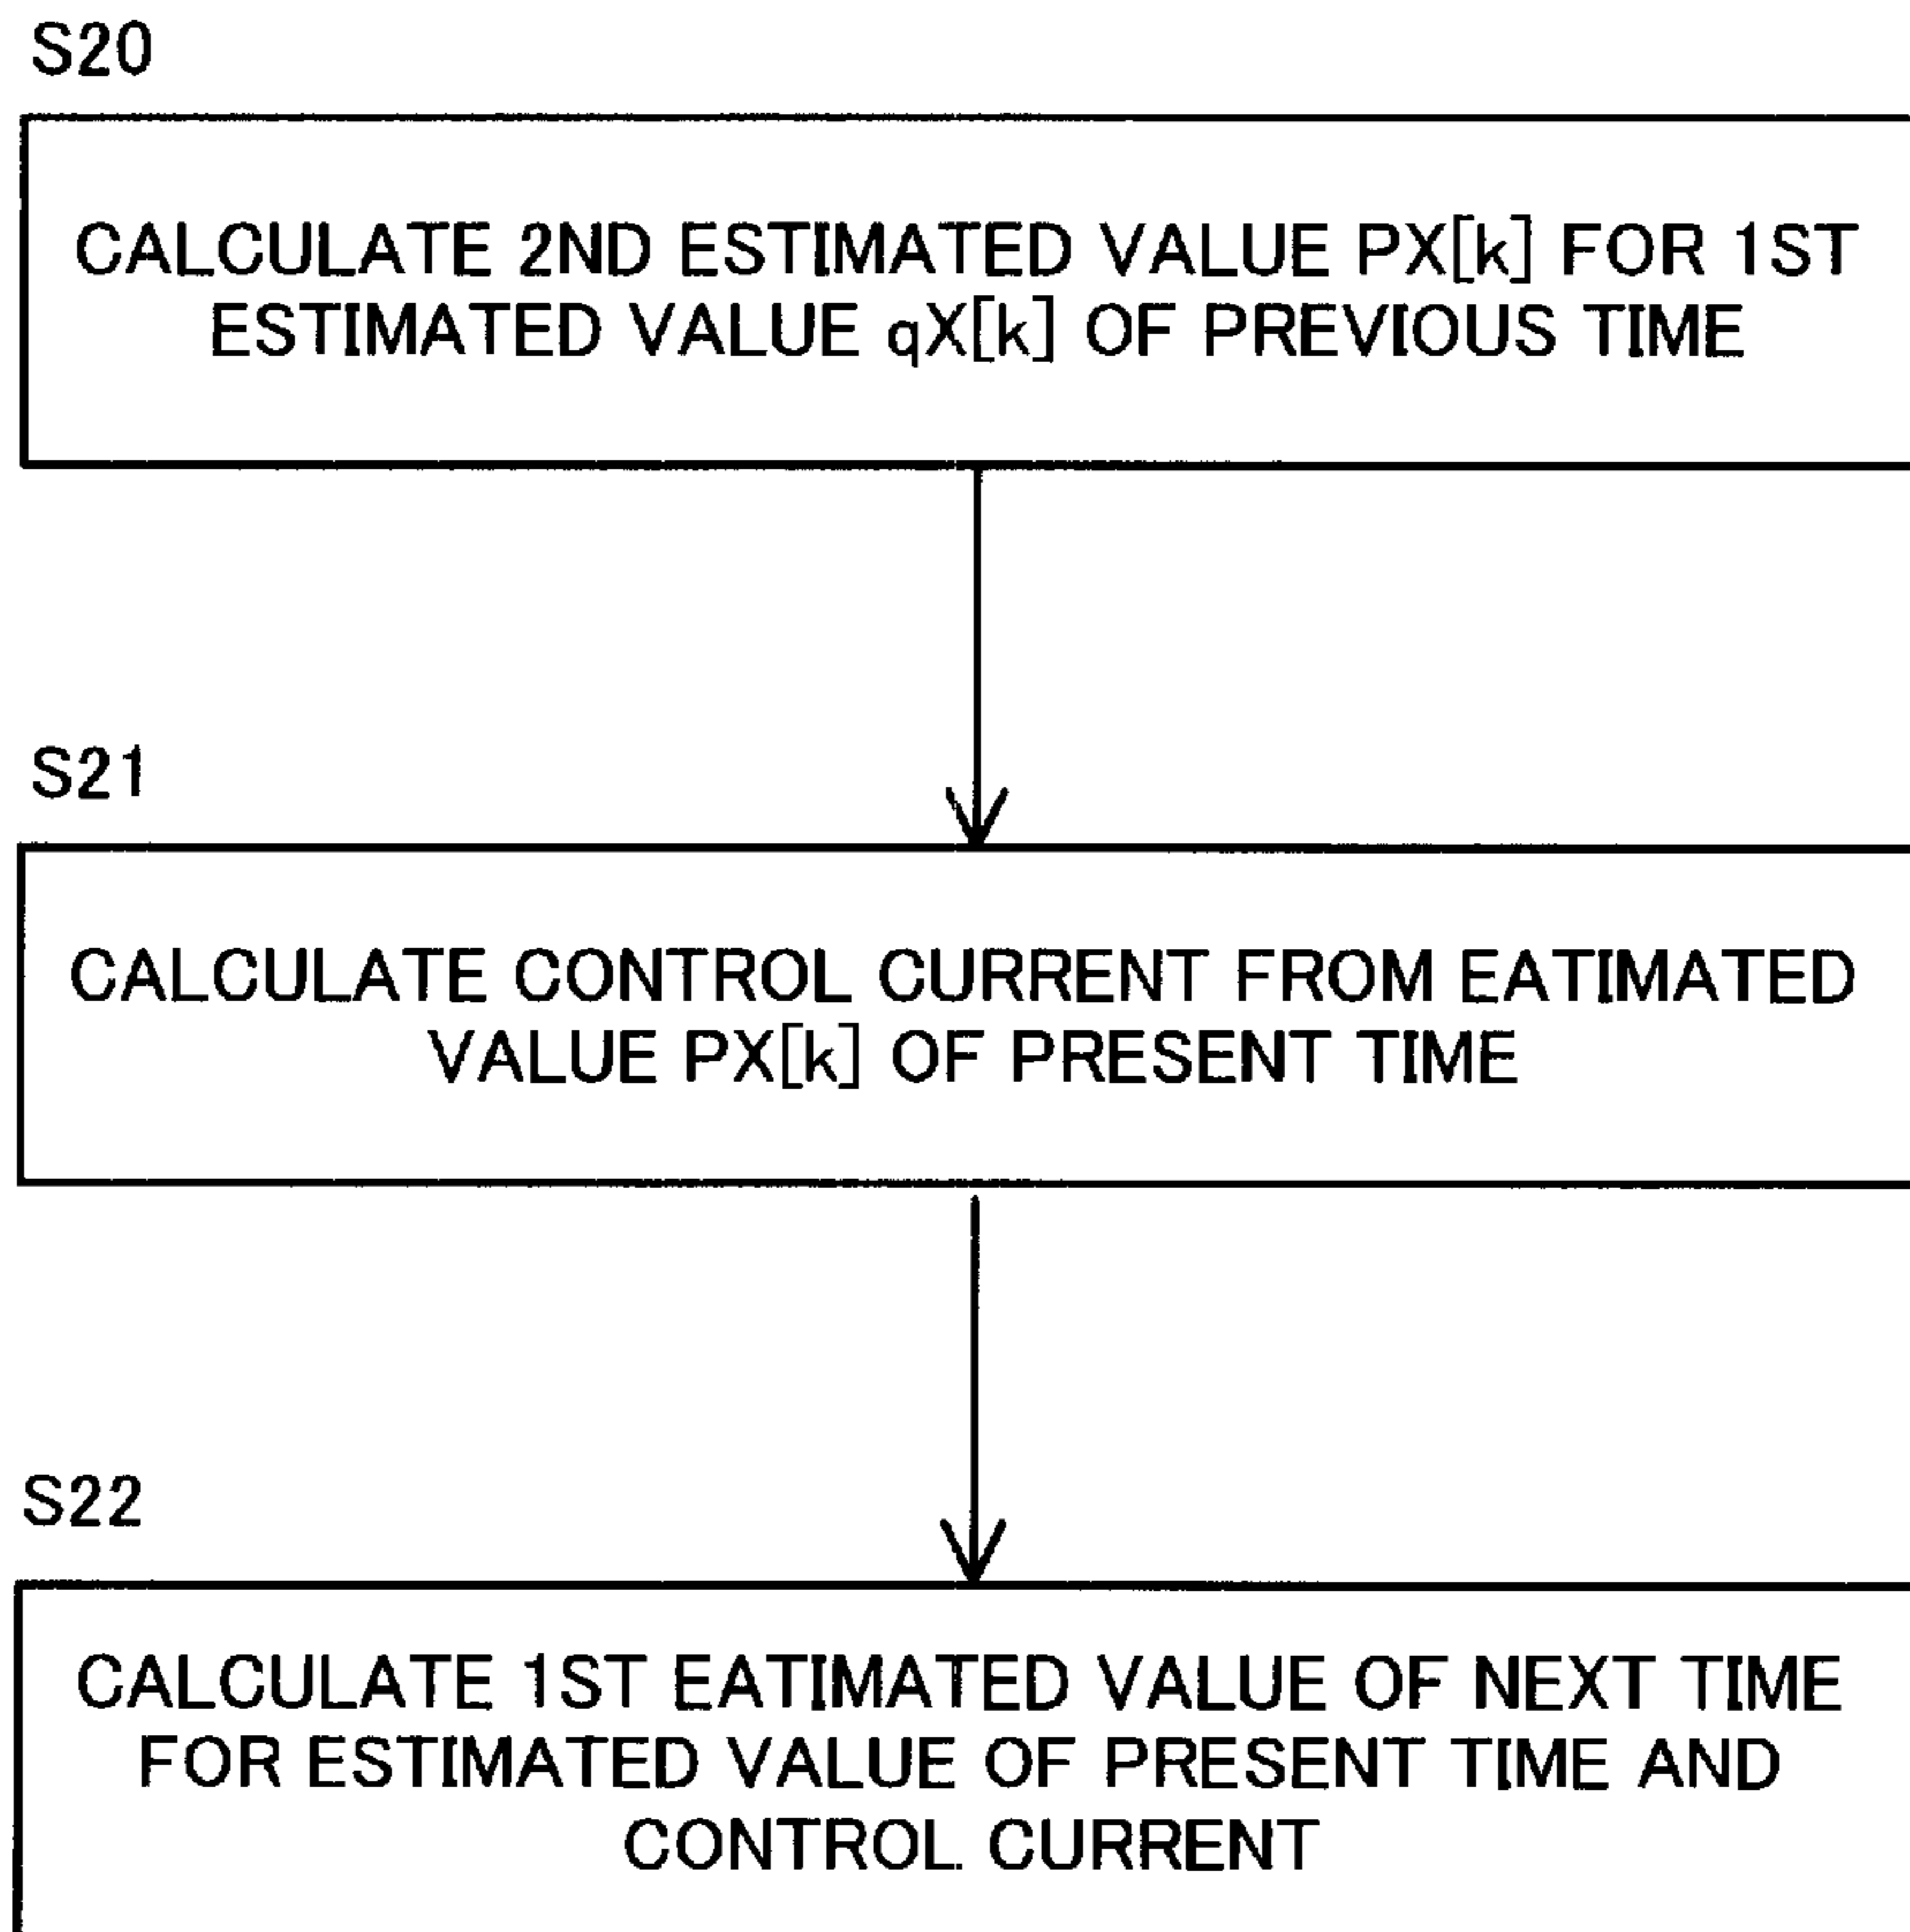 S20
CALCULATE 2ND ESTIMATED VALUE PX[k] FOR 1ST
ESTIMATED VALUE qX[k] OF PREVIOUS TIME
S21
CALCULATE CONTROL CURRENT FROM EATIMATED
VALUE PX[k] OF PRESENT TIME
S22
CALCULATE 1ST EATIMATED VALUE OF NEXT TIME
FOR ESTIMATED VALUE OF PRESENT TIME AND
CONTROL CURRENT